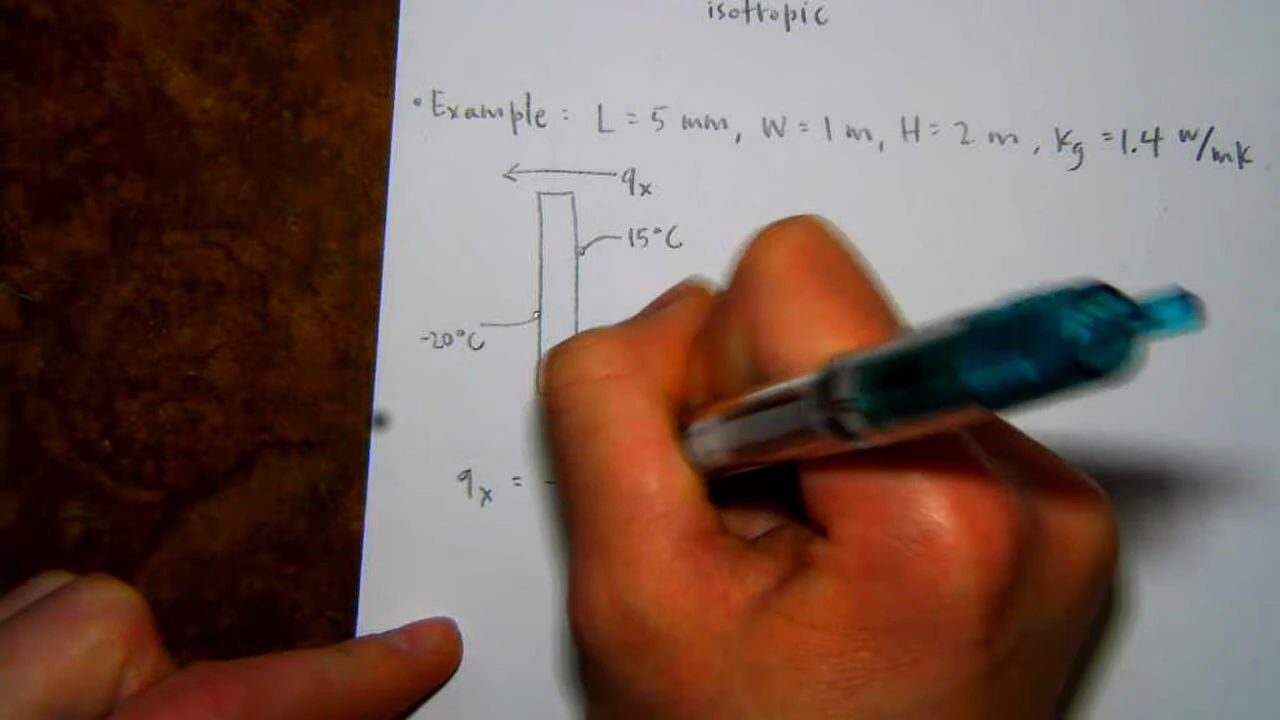 isotropic
• Example: L = 5 mm, W = 1 m, H = 2 m, Kg = 1.4 W/mK
qx
15°C
-20°C
qx = -